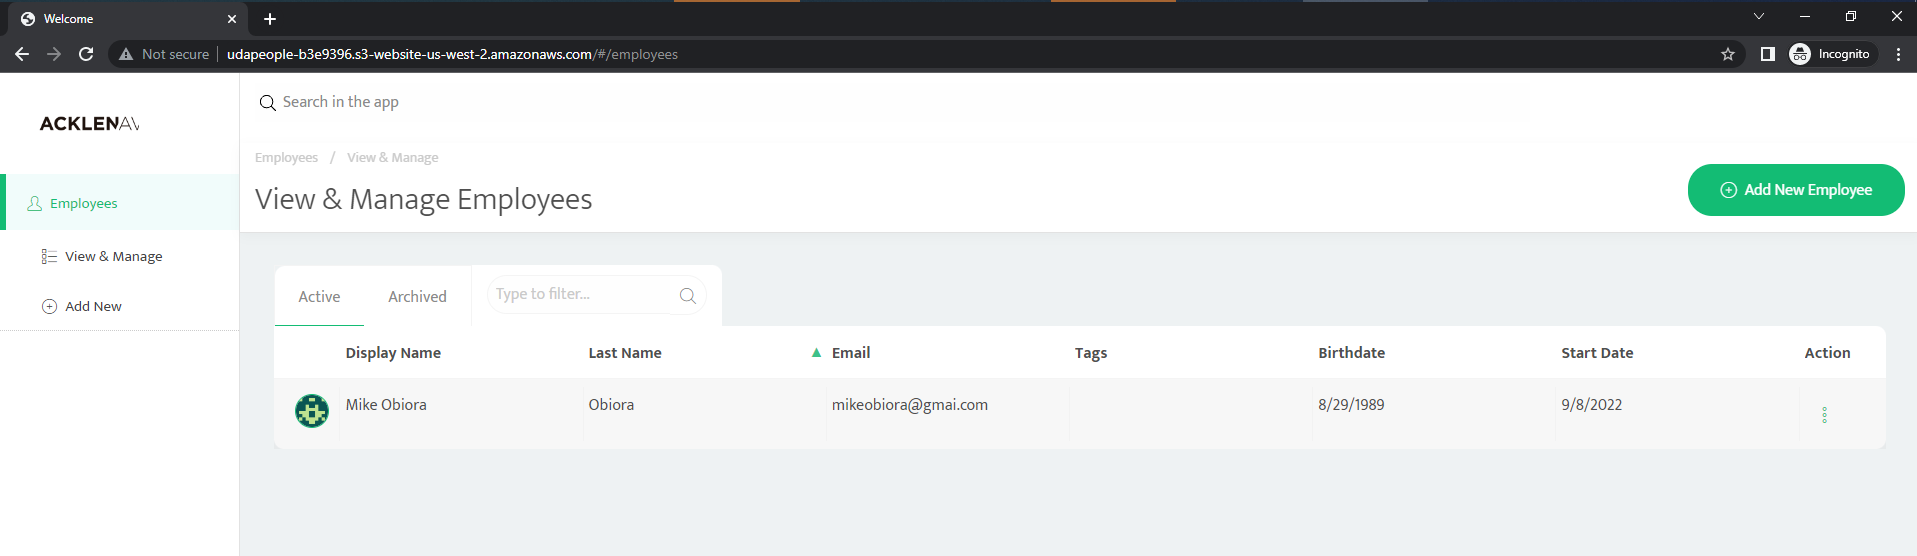 Welcome
Not secure
udapeople-b3e9396.s3-website-us-west-2.amazonaws.com/#/employees
Incognito
ACKLENAV
Search in the app
Employees / View & Manage
View & Manage Employees
Add New Employee
Employees
View & Manage
Add New
Active Archived Type to filter...
Display Name Last Name Email Tags Birthdate Start Date Action
Mike Obiora Obiora mikeobiora@gmai.com 8/29/1989 9/8/2022